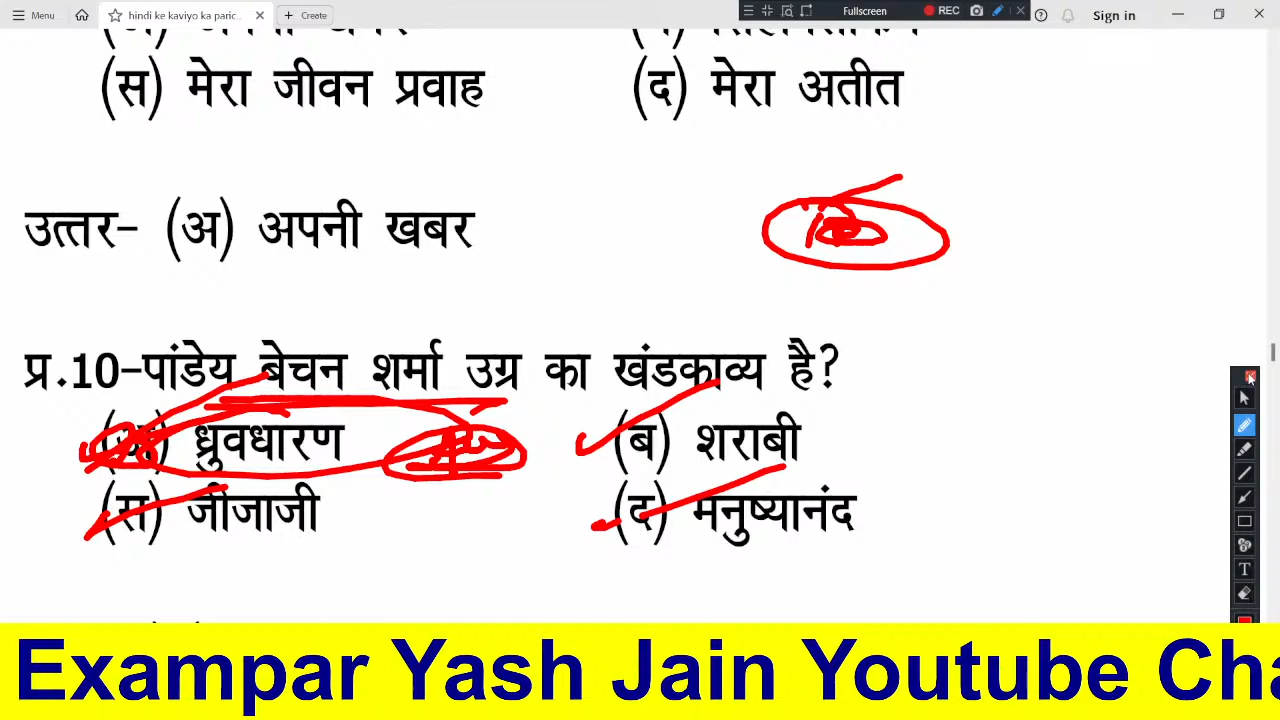 Menu
hindi ke kaviyo ka paric...
Create
Fullscreen
REC
Sign in
(स) मेरा जीवन प्रवाह
(द) मेरा अतीत
उत्तर- (अ) अपनी खबर
प्र.10-पांडेय बेचन शर्मा उग्र का खंडकाव्य है?
(अ) ध्रुवधारण
(ब) शराबी
(स) जीजाजी
(द) मनुष्यानंद
Exampar Yash Jain Youtube Cha